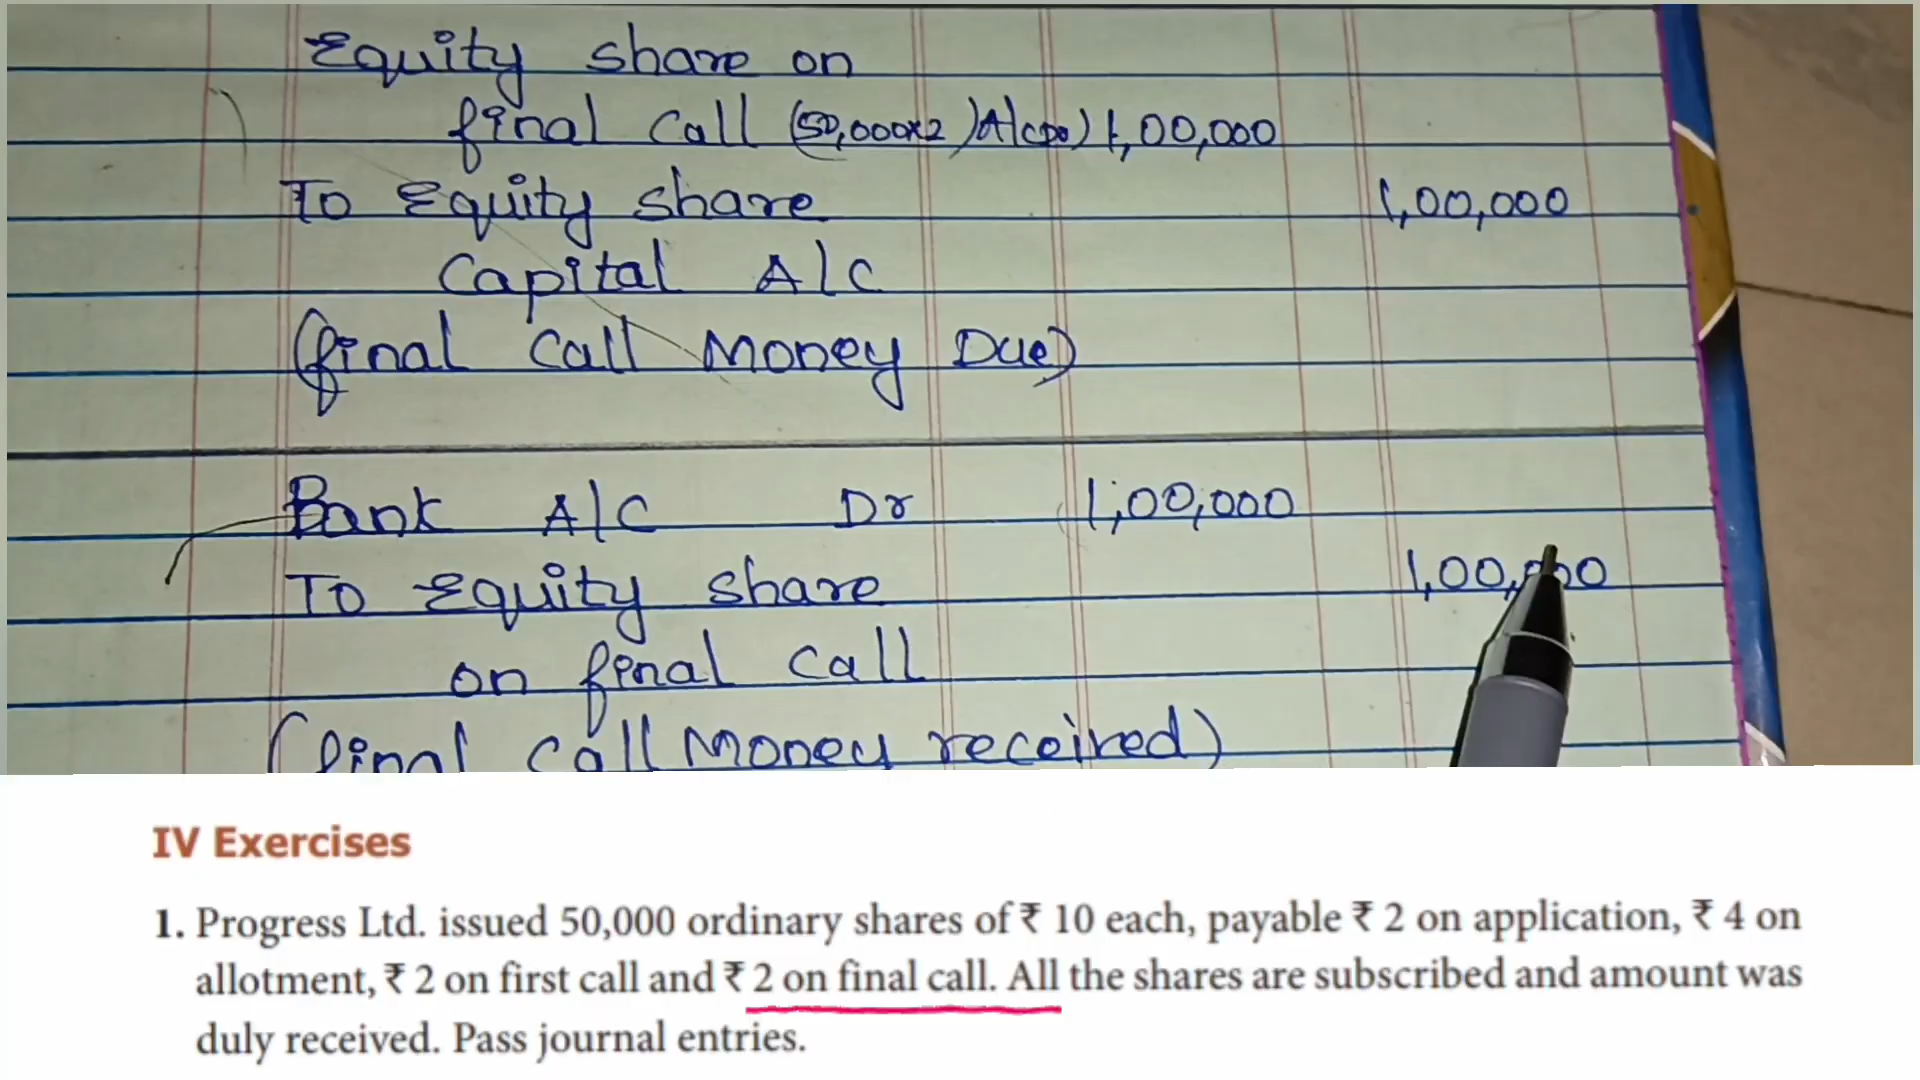 Equity share on
final call (50,000×2) A/c Dr 1,00,000
To Equity share 1,00,000
Capital A/C
(final call Money Due)
Bank A/C Dr 1,00,000
To Equity share 1,00,000
on final call
(final call Money received)
IV Exercises
1. Progress Ltd. issued 50,000 ordinary shares of ₹ 10 each, payable ₹ 2 on application, ₹ 4 on
allotment, ₹ 2 on first call and ₹ 2 on final call. All the shares are subscribed and amount was
duly received. Pass journal entries.